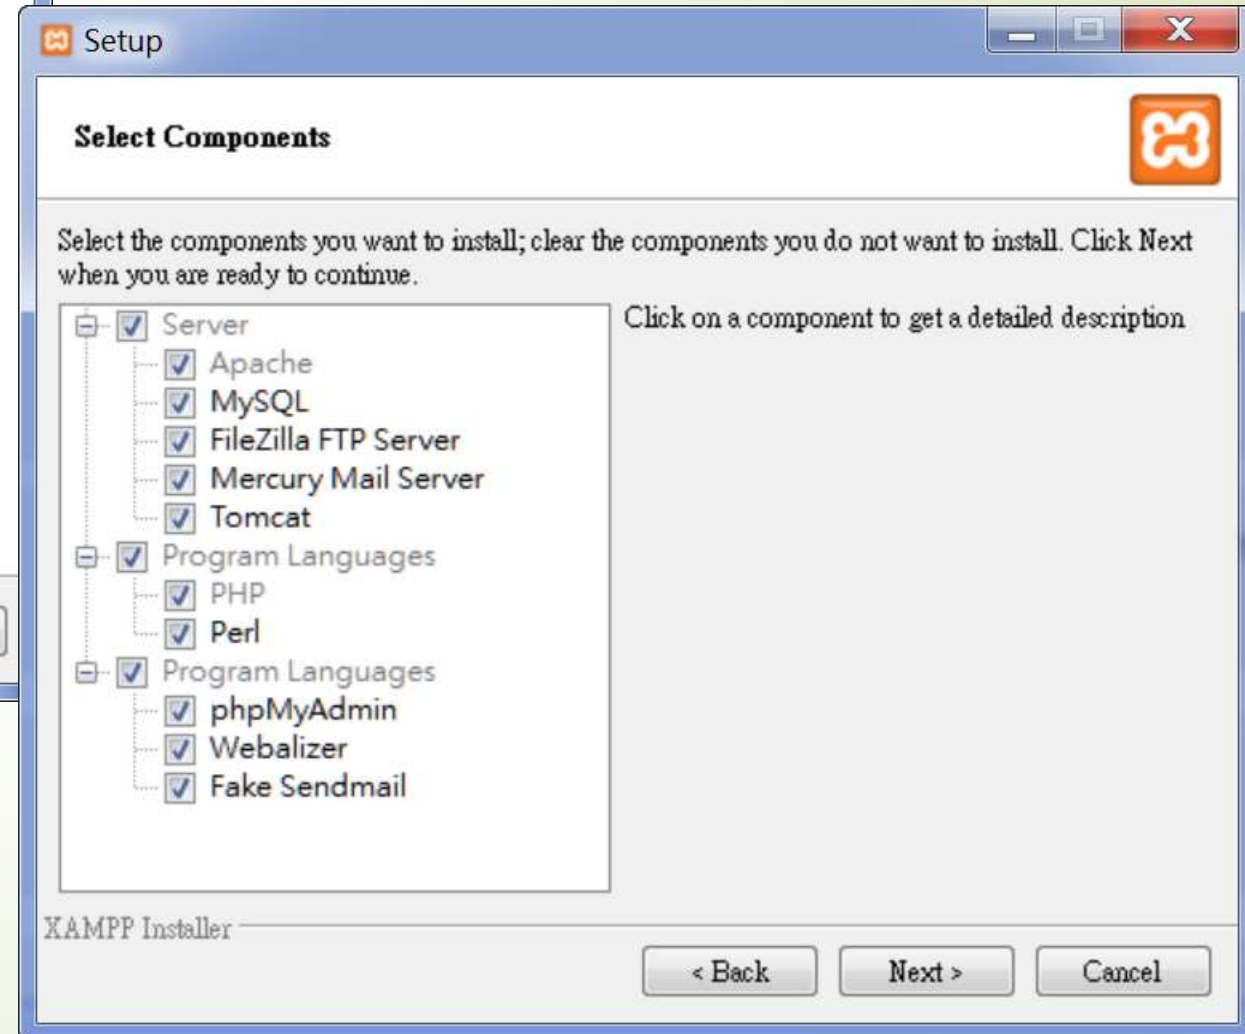 Setup
Select Components
Select the components you want to install; clear the components you do not want to install. Click Next
when you are ready to continue.
Server
Apache
MySQL
FileZilla FTP Server
Mercury Mail Server
Tomcat
Program Languages
PHP
Perl
Program Languages
phpMyAdmin
Webalizer
Fake Sendmail
Click on a component to get a detailed description
XAMPP Installer
< Back
Next >
Cancel